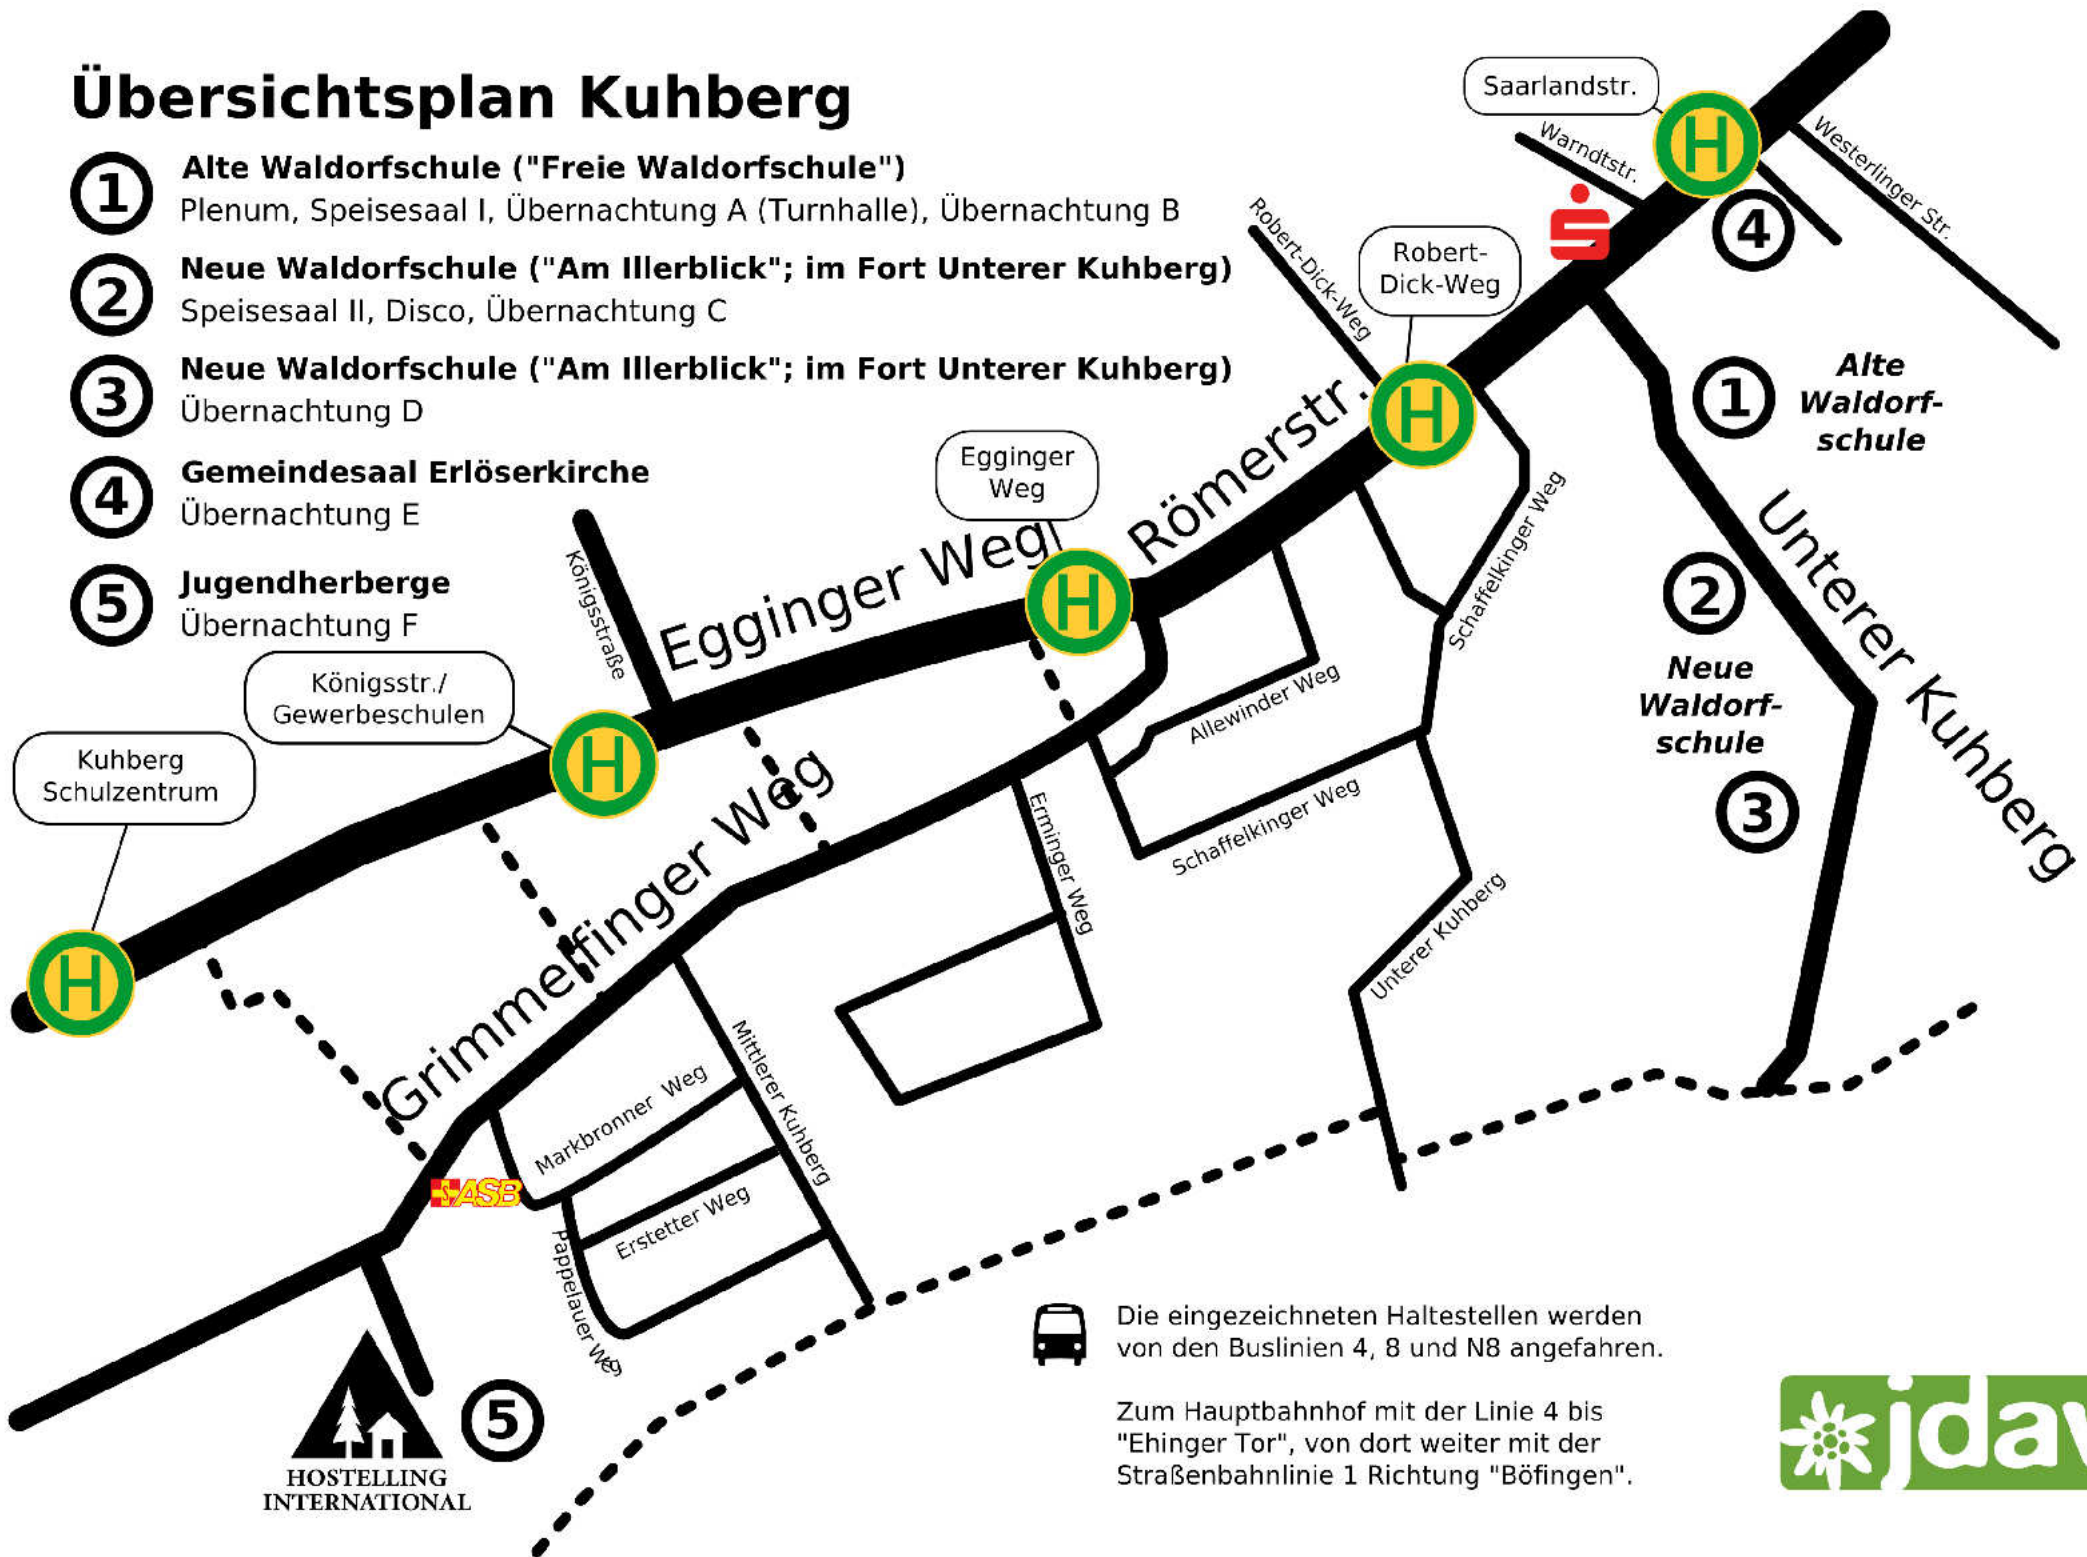 Übersichtsplan Kuhberg
1
Alte Waldorfschule ("Freie Waldorfschule")
Plenum, Speisesaal I, Übernachtung A (Turnhalle), Übernachtung B
2
Neue Waldorfschule ("Am Illerblick"; im Fort Unterer Kuhberg)
Speisesaal II, Disco, Übernachtung C
3
Neue Waldorfschule ("Am Illerblick"; im Fort Unterer Kuhberg)
Übernachtung D
4
Gemeindesaal Erlöserkirche
Übernachtung E
5
Jugendherberge
Übernachtung F
Saarlandstr.
H
Warndtstr.
Westerlinger Str.
4
S
Robert-Dick-Weg
Robert-
Dick-Weg
H
1
Alte
Waldorf-
schule
Römerstr.
Egginger
Weg
H
Egginger Weg
Königsstraße
Königsstr./
Gewerbeschulen
H
Kuhberg
Schulzentrum
H
Schaffelkinger Weg
Unterer Kuhberg
2
Neue
Waldorf-
schule
3
Allewinder Weg
Schaffelkinger Weg
Erminger Weg
Unterer Kuhberg
Grimmelfinger Weg
Mittlerer Kuhberg
Markbronner Weg
Erstetter Weg
Pappelauer Weg
S ASB
5
HOSTELLING
INTERNATIONAL
Die eingezeichneten Haltestellen werden
von den Buslinien 4, 8 und N8 angefahren.
Zum Hauptbahnhof mit der Linie 4 bis
"Ehinger Tor", von dort weiter mit der
Straßenbahnlinie 1 Richtung "Böfingen".
jdav